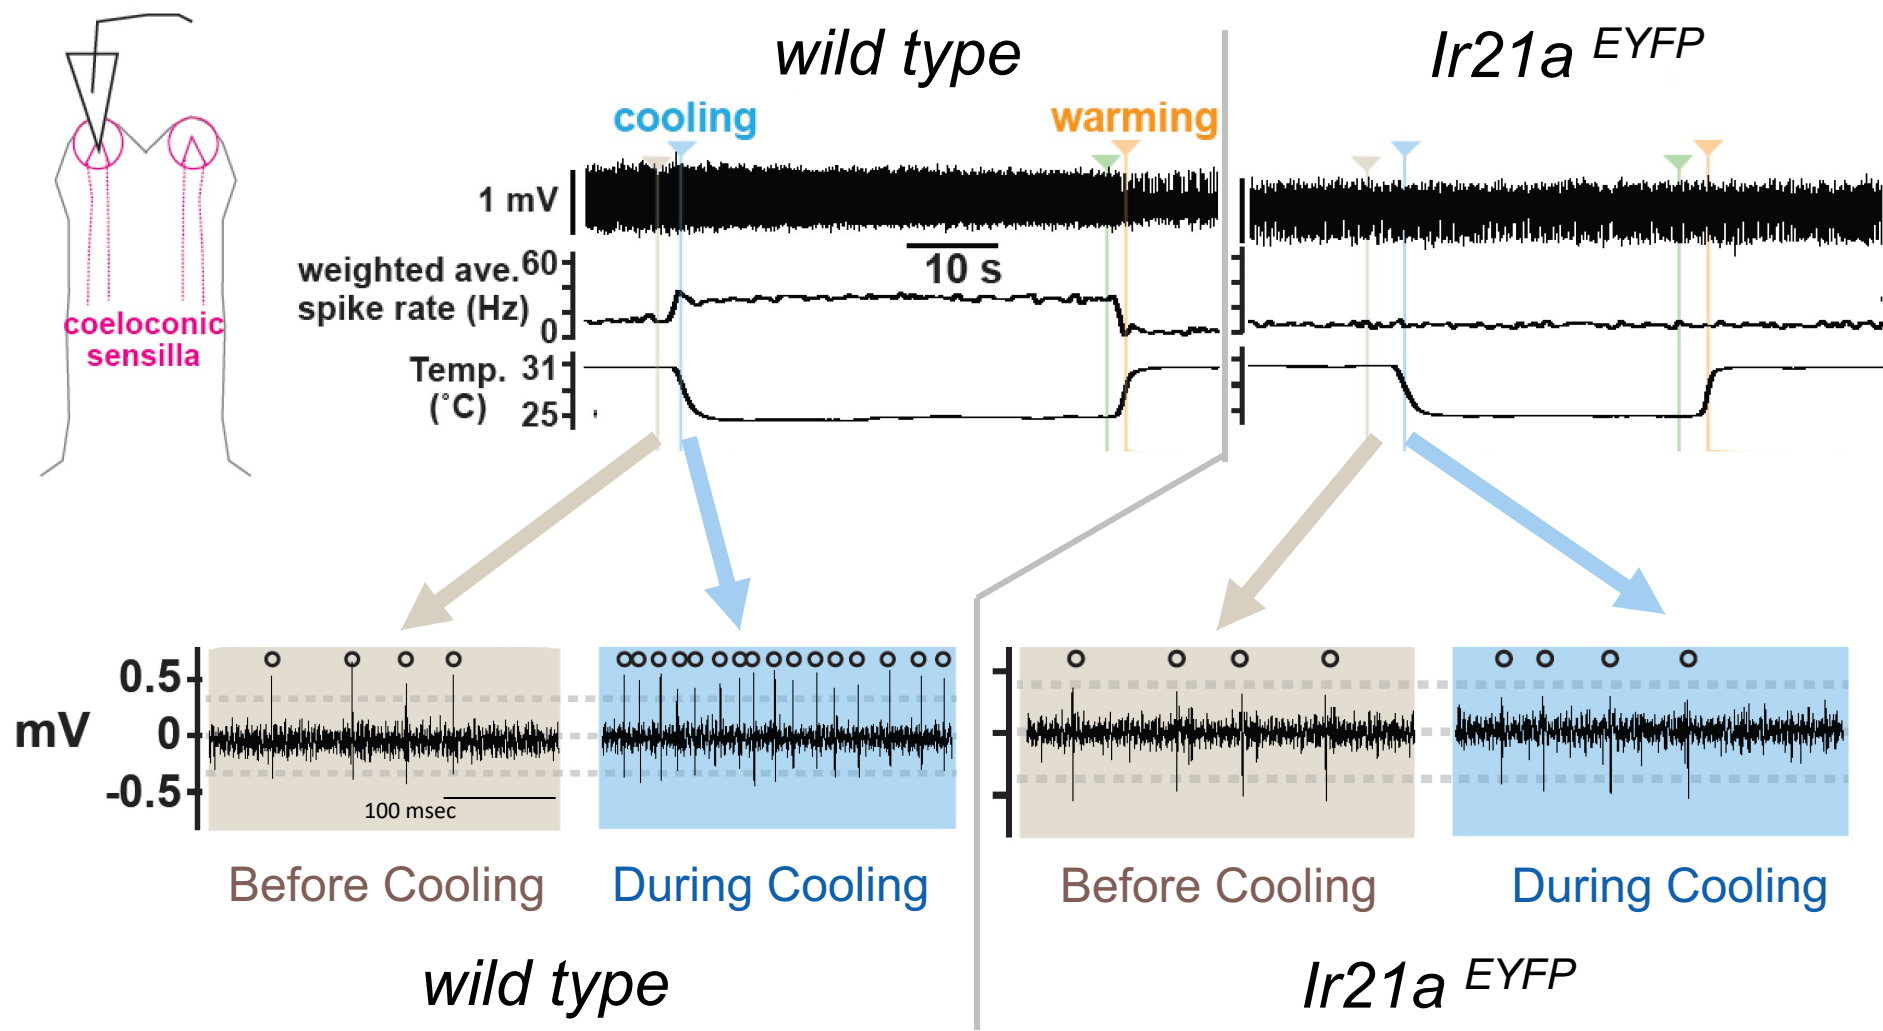 wild type
Ir21a EYFP
cooling
warming
1 mV
10 s
weighted ave.
spike rate (Hz)
60
0
Temp.
(˚C)
31
25
coeloconic
sensilla
mV
0.5
0
-0.5
100 msec
Before Cooling
During Cooling
Before Cooling
During Cooling
wild type
Ir21a EYFP